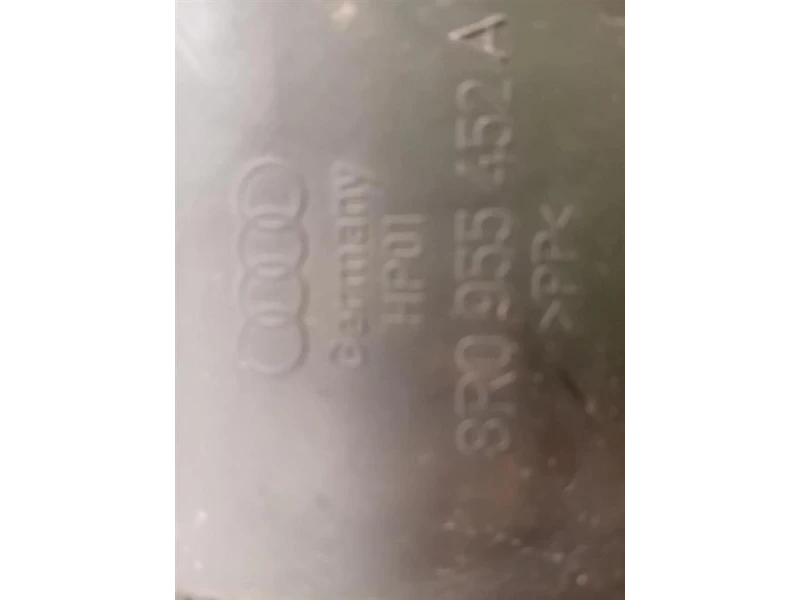 Germany
HP01
8R0 955 452 A
>PP<